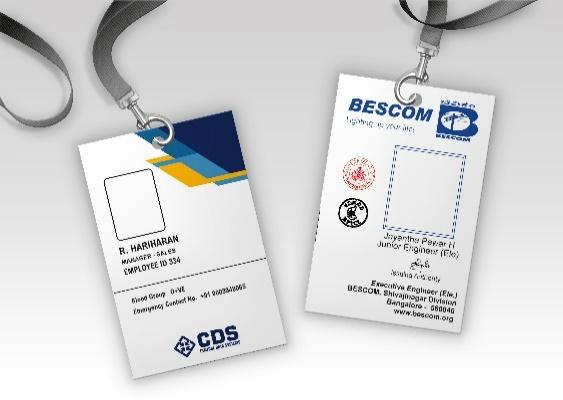 R. HARIHARAN
MANAGER - SALES
EMPLOYEE ID 334
Blood Group O+VE
Emergency Contact No. +91
CDS
BESCOM
Lighting up your life!
BESCOM
Jayantha Pawar H
Junior Engineer (Ele)
Issuing Authority
Executive Engineer (Ele.)
BESCOM, Shivajinagar Division
Bangalore - 560046
www.bescom.org